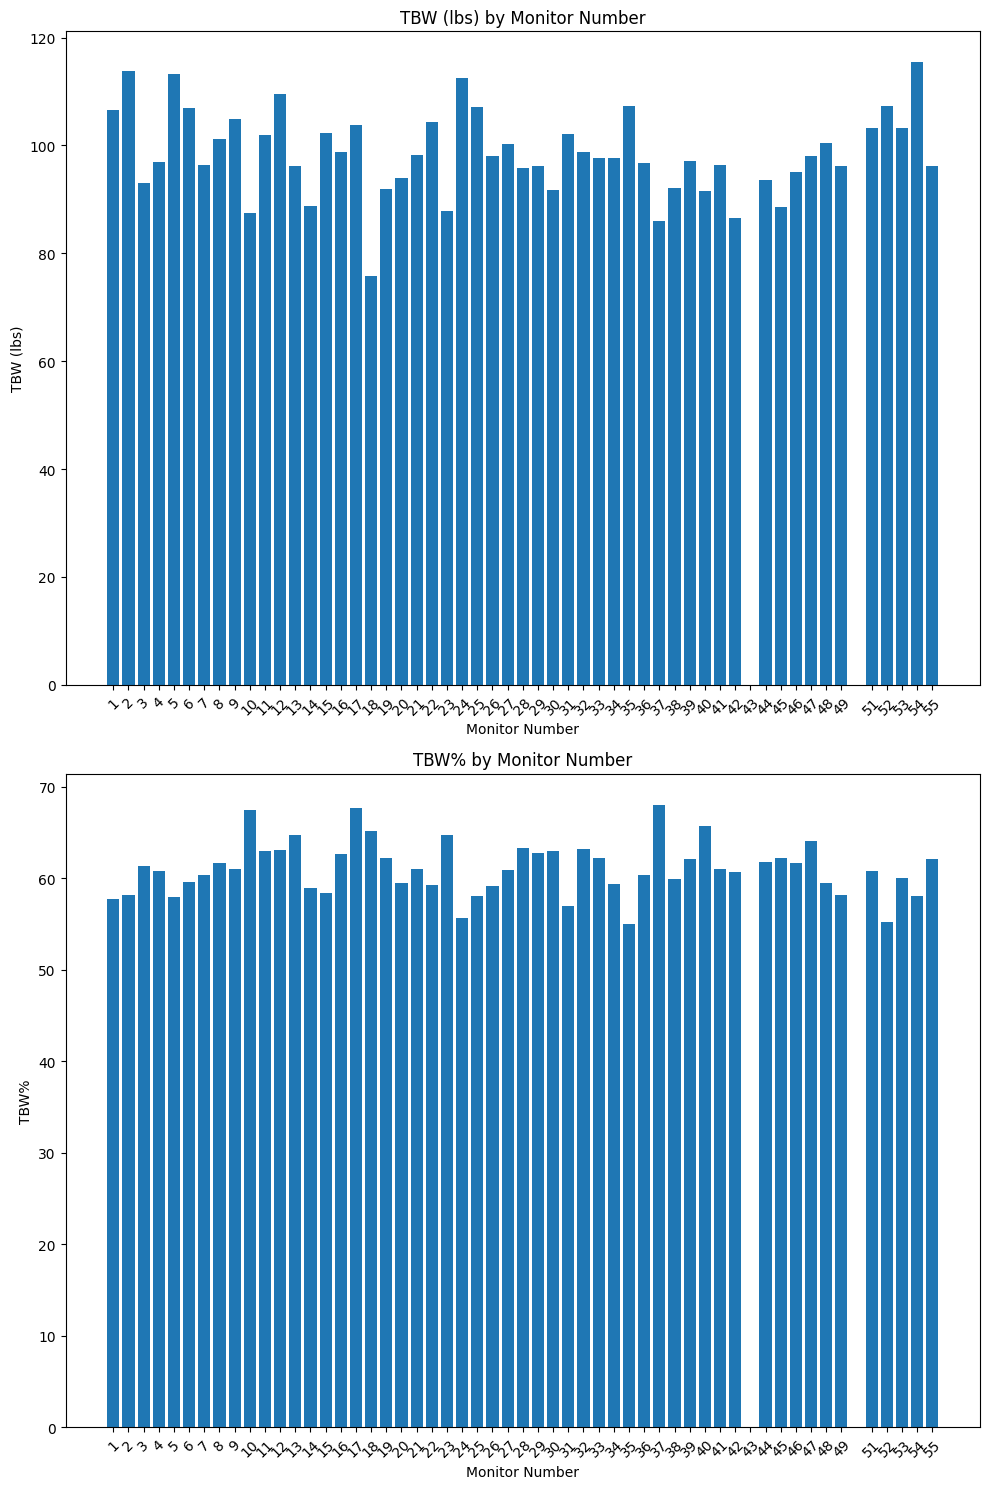 TBW (lbs) by Monitor Number
120
100
80
60
40
20
0
TBW (lbs)
1 2 3 4 5 6 7 8 9 10 11 12 13 14 15 16 17 18 19 20 21 22 23 24 25 26 27 28 29 30 31 32 33 34 35 36 37 38 39 40 41 42 43 44 45 46 47 48 49 51 52 53 54 55
Monitor Number
TBW% by Monitor Number
70
60
50
40
30
20
10
0
TBW%
1 2 3 4 5 6 7 8 9 10 11 12 13 14 15 16 17 18 19 20 21 22 23 24 25 26 27 28 29 30 31 32 33 34 35 36 37 38 39 40 41 42 43 44 45 46 47 48 49 51 52 53 54 55
Monitor Number